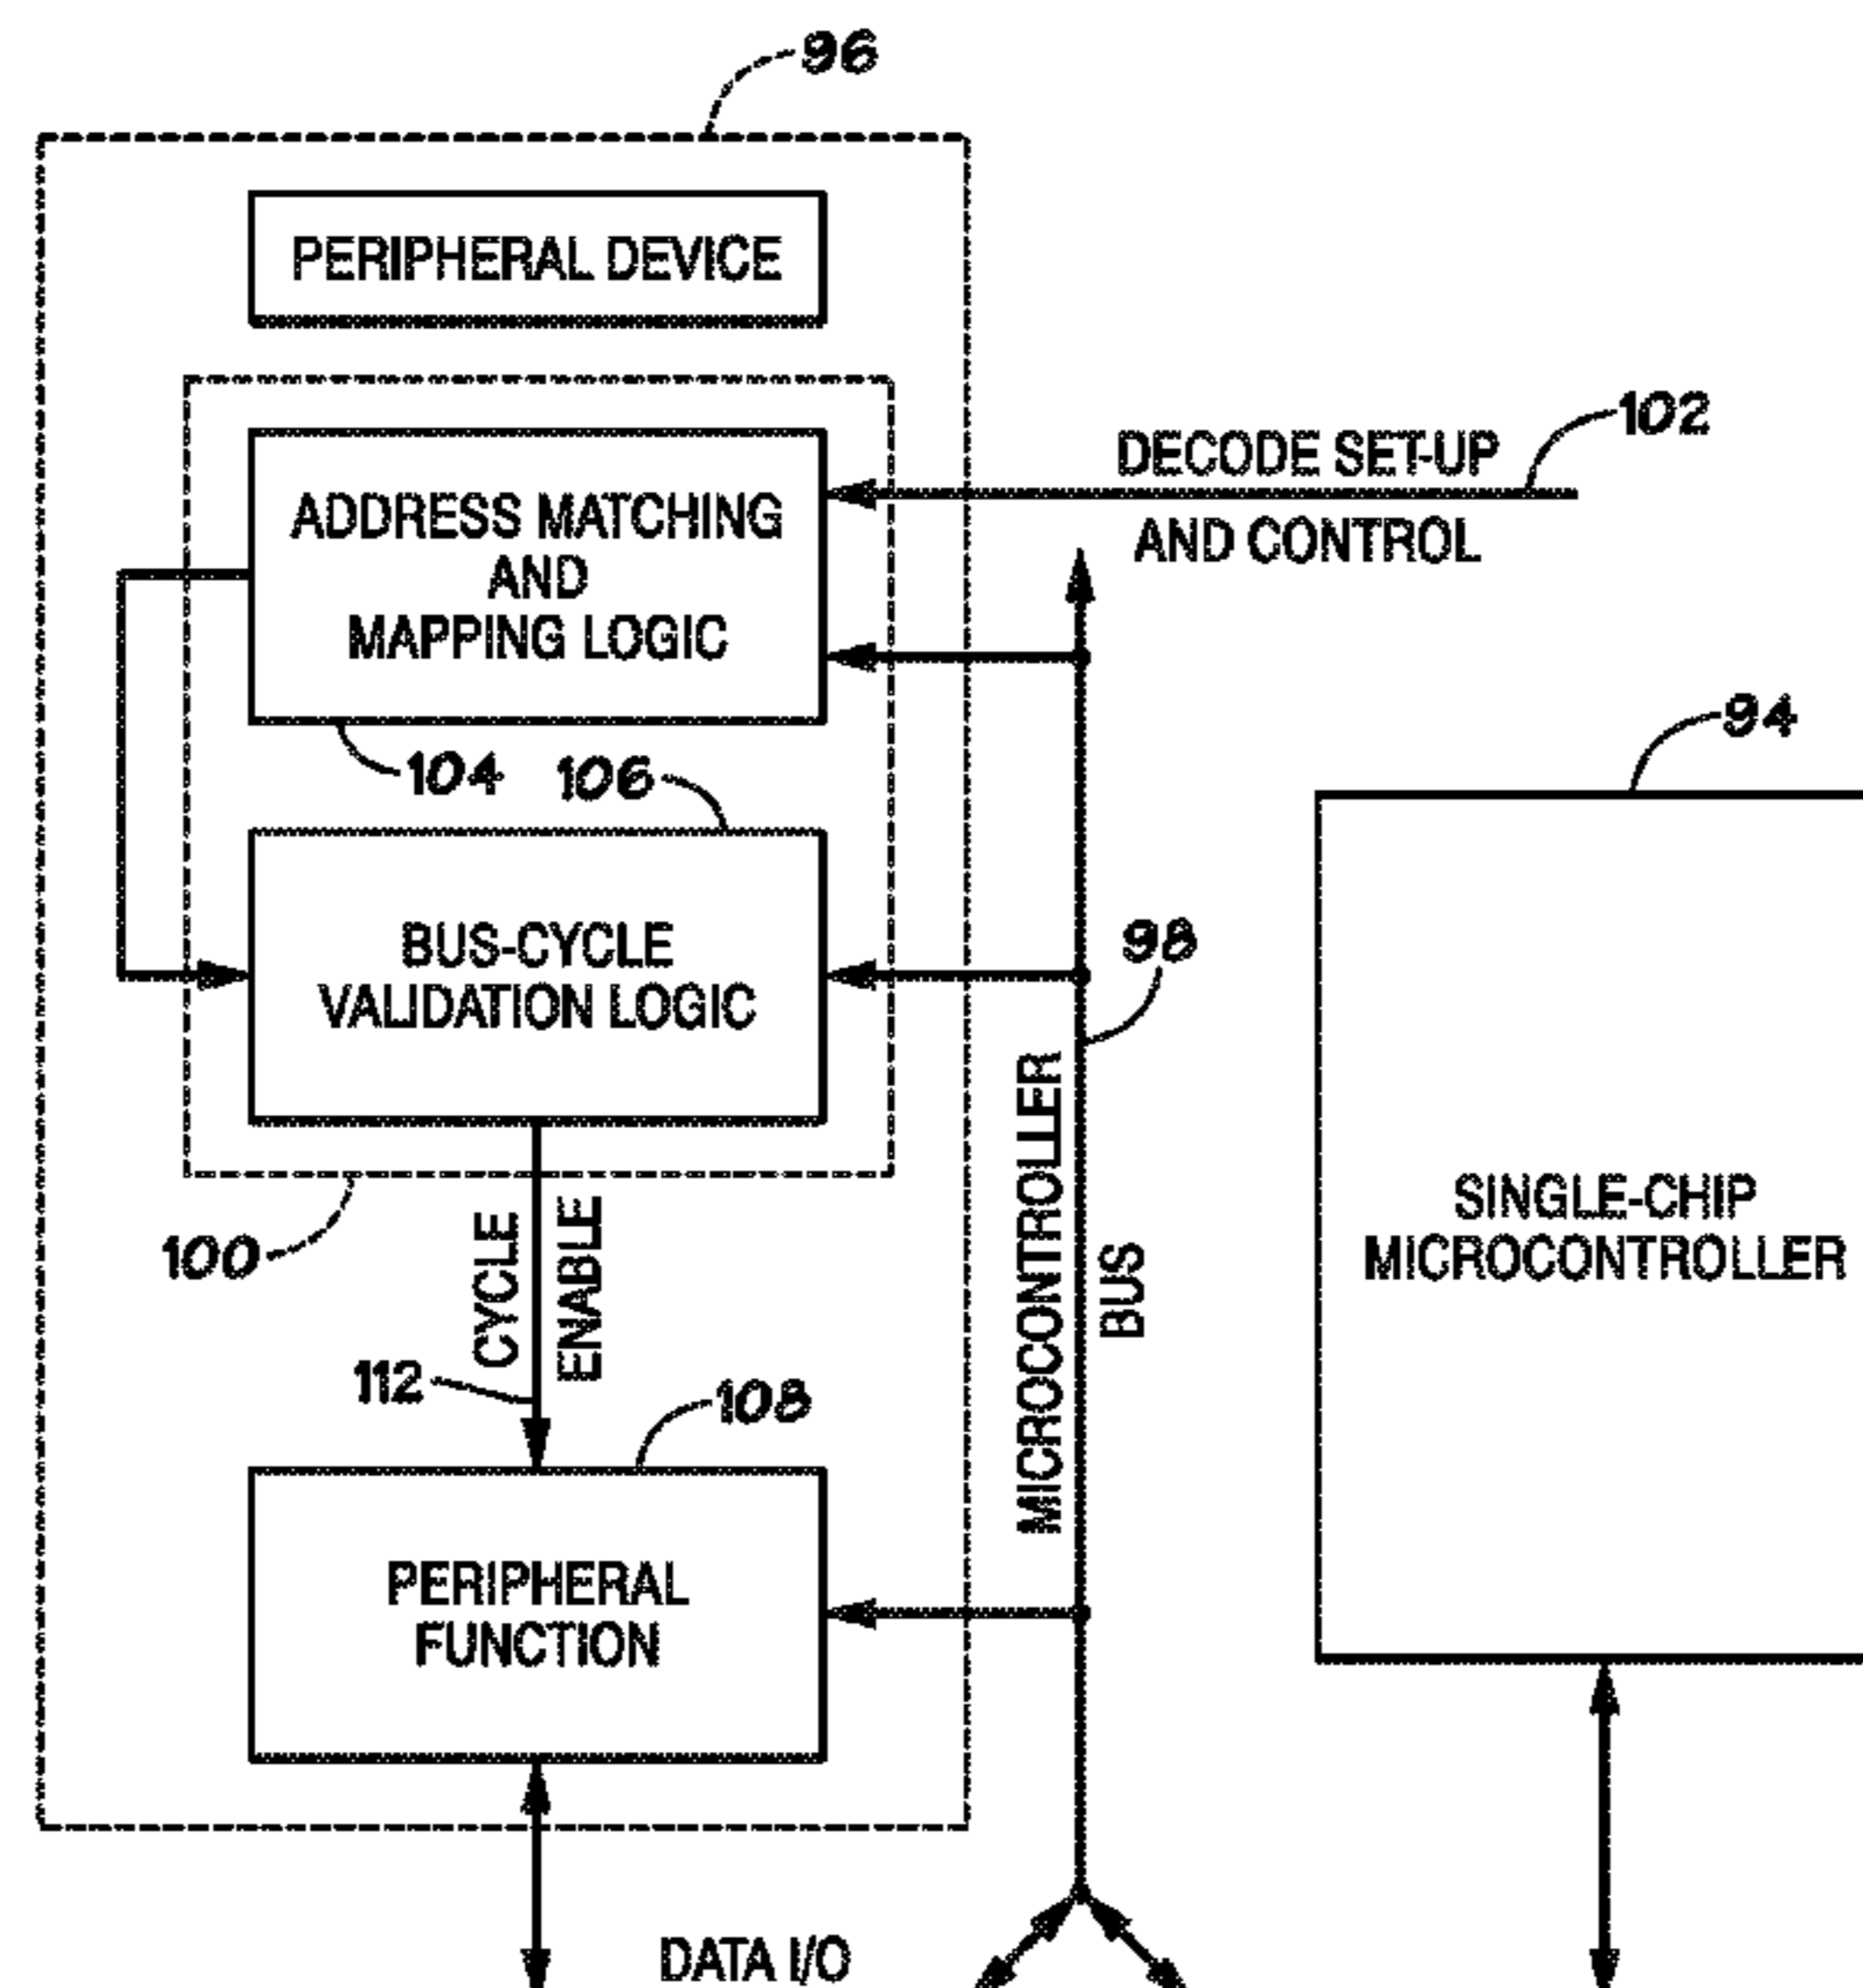 96
PERIPHERAL DEVICE
102
DECODE SET-UP
AND CONTROL
ADDRESS MATCHING
AND
MAPPING LOGIC
94
104
106
98
BUS-CYCLE
VALIDATION LOGIC
MICROCONTROLLER
BUS
SINGLE-CHIP
MICROCONTROLLER
100
CYCLE
ENABLE
112
108
PERIPHERAL
FUNCTION
DATA I/O